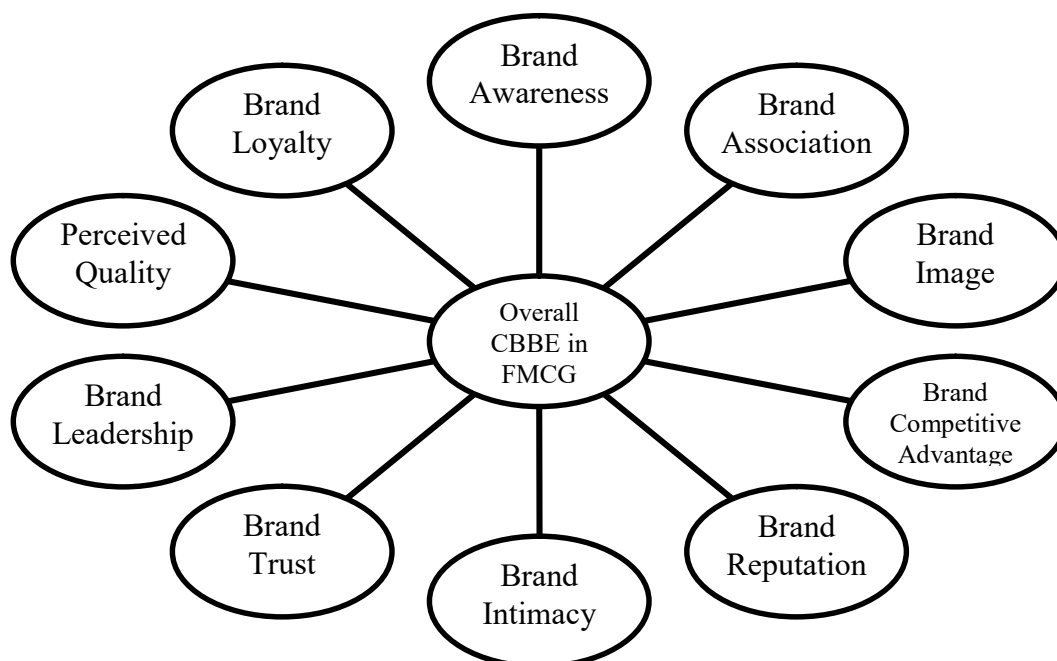 Brand
Awareness
Brand
Loyalty
Brand
Association
Perceived
Quality
Brand
Image
Overall
CBBE in
FMCG
Brand
Leadership
Brand
Competitive
Advantage
Brand
Trust
Brand
Reputation
Brand
Intimacy